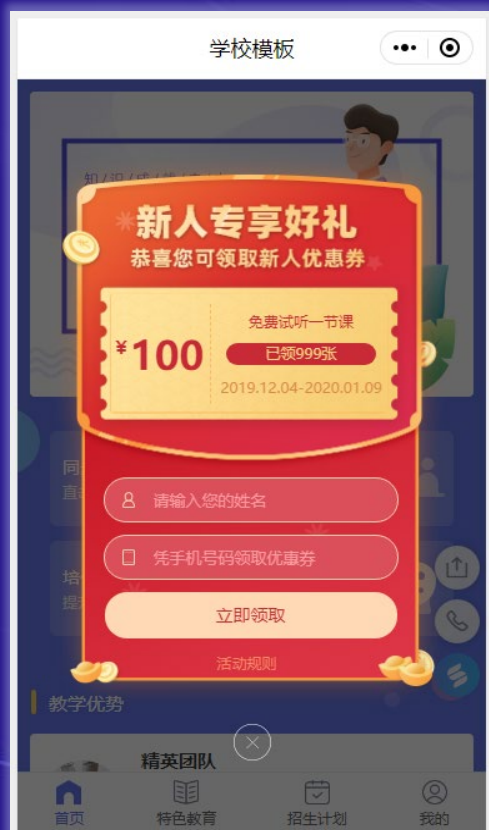 学校模板
新人专享好礼
恭喜您可领取新人优惠券
¥100
免费试听一节课
已领999张
2019.12.04-2020.01.09
请输入您的姓名
凭手机号码领取优惠券
立即领取
活动规则
教学优势
精英团队
首页
特色教育
招生计划
我的